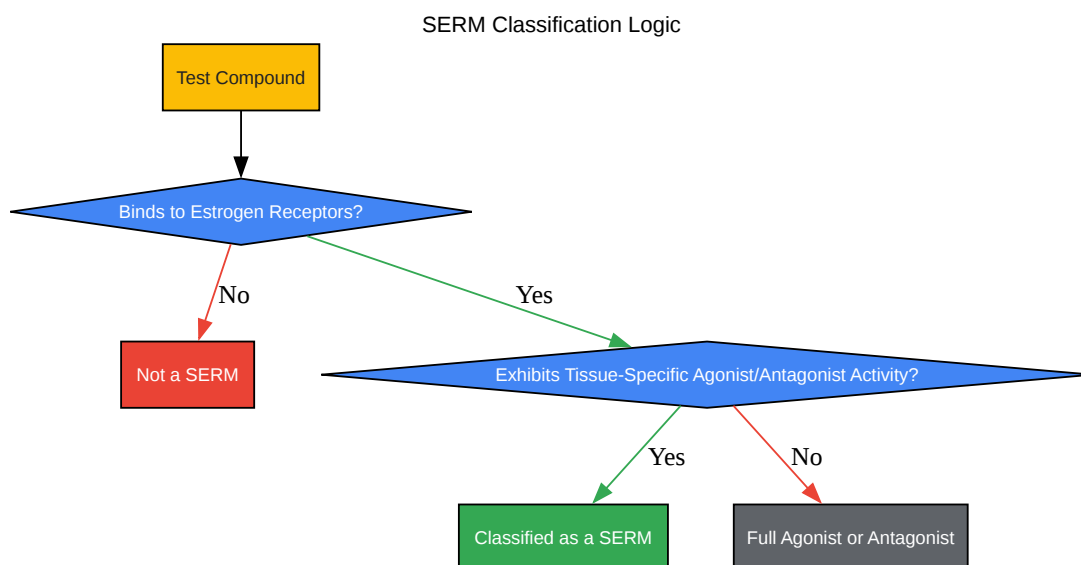 SERM Classification Logic
Test Compound
Binds to Estrogen Receptors?
No
Yes
Not a SERM
Exhibits Tissue-Specific Agonist/Antagonist Activity?
Yes
No
Classified as a SERM
Full Agonist or Antagonist